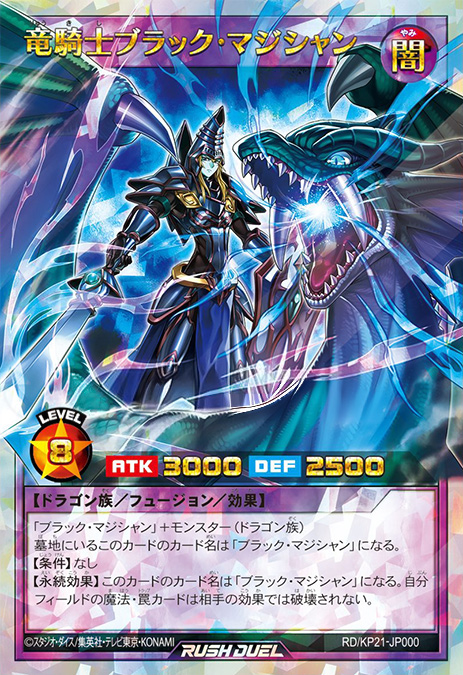 竜騎士ブラック・マジシャン
闇
LEVEL
8
ATK 3000 DEF 2500
【ドラゴン族／フュージョン／効果】
「ブラック・マジシャン」＋モンスター（ドラゴン族）
墓地にいるこのカードのカード名は「ブラック・マジシャン」になる。
【条件】なし
【永続効果】このカードのカード名は「ブラック・マジシャン」になる。自分
フィールドの魔法・罠カードは相手の効果では破壊されない。
©スタジオ・ダイス/集英社・テレビ東京・KONAMI
RUSH DUEL
RD/KP21-JP000